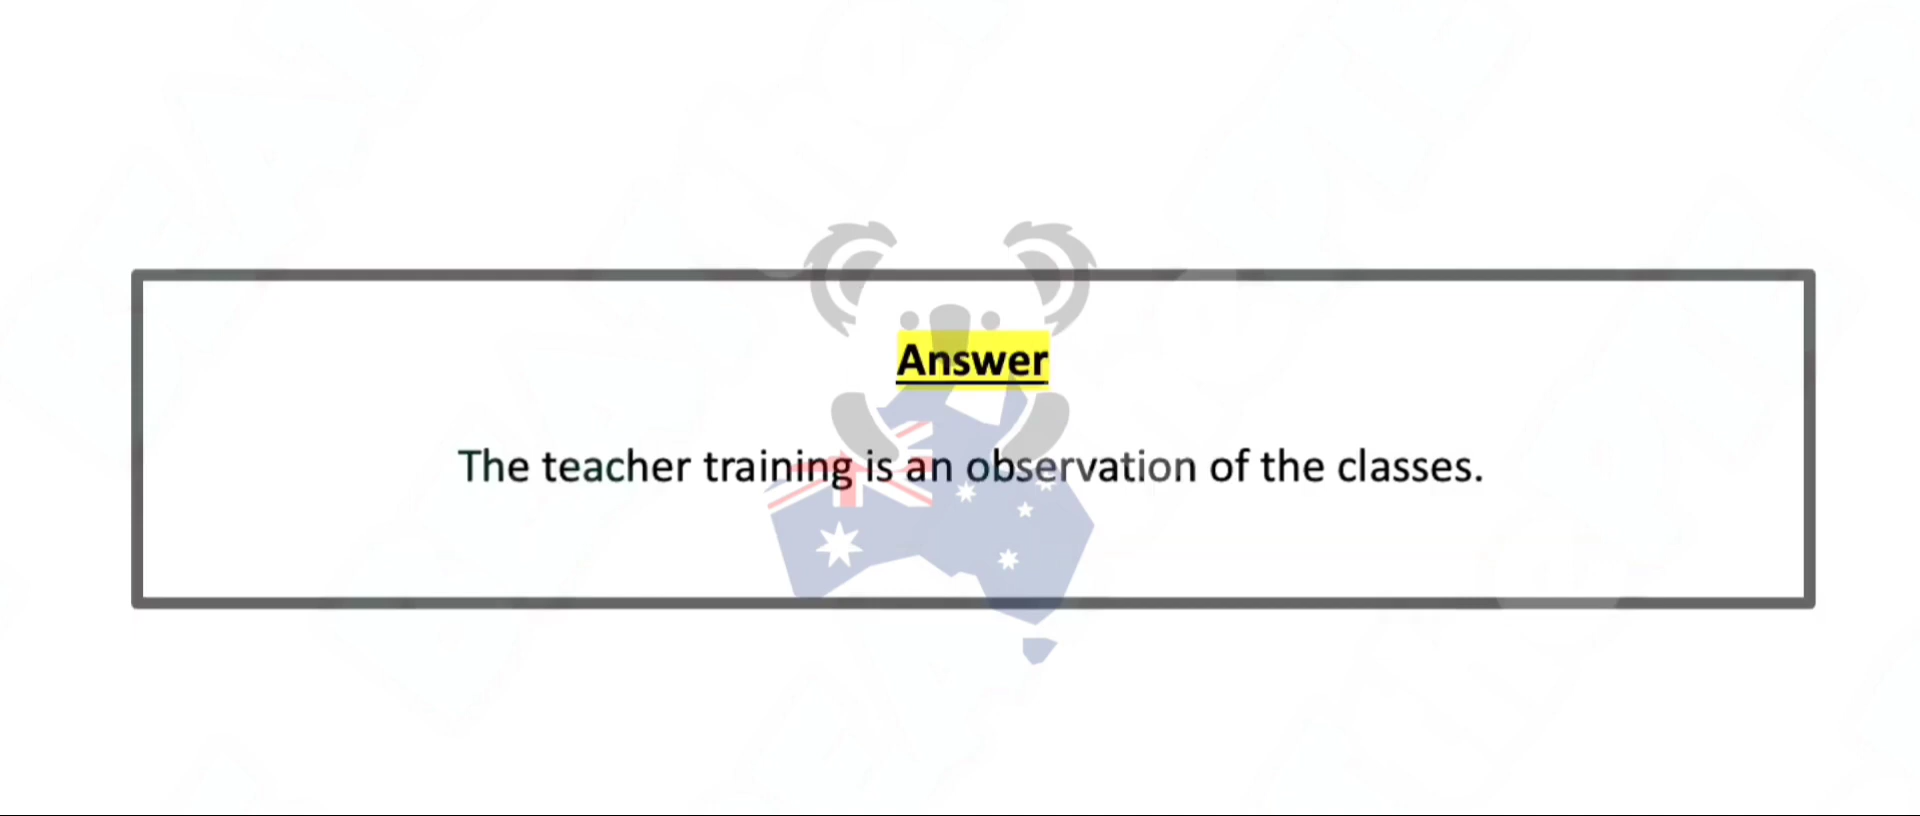 Answer
The teacher training is an observation of the classes.